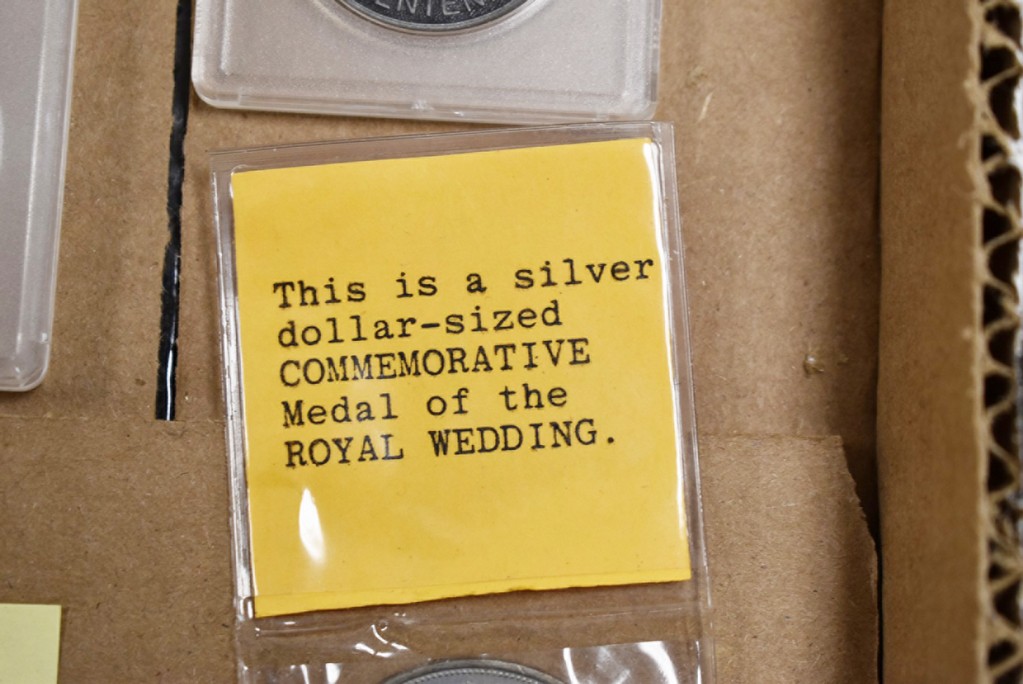 This is a silver
dollar-sized
COMMEMORATIVE
Medal of the
ROYAL WEDDING.